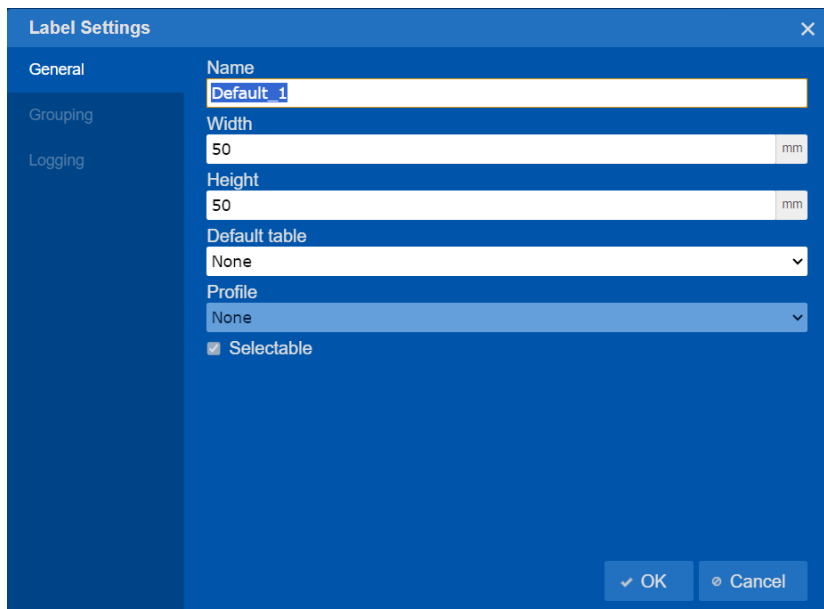 Label Settings
General
Grouping
Logging
Name
Default_1
Width
50 mm
Height
50 mm
Default table
None
Profile
None
Selectable
OK
Cancel